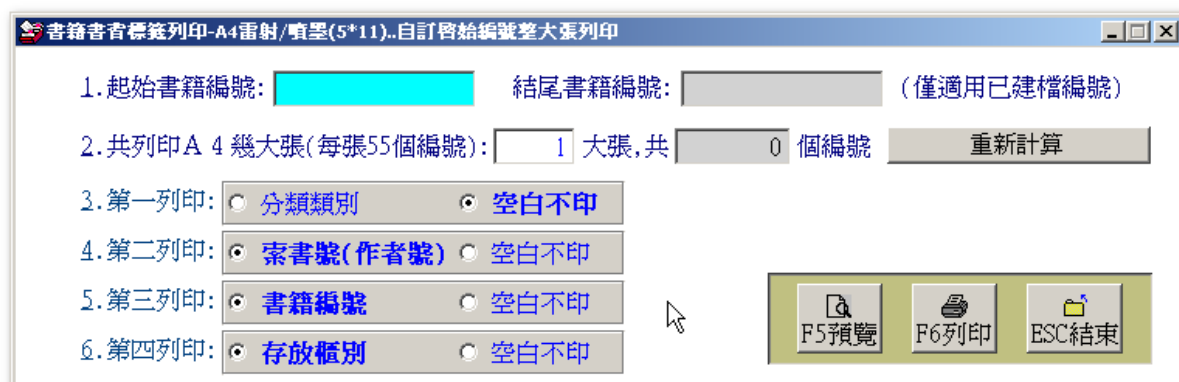 書籍書背標籤列印-A4雷射/噴墨(5*11)..自訂啓始編號整大張列印
1.起始書籍編號: 結尾書籍編號: (僅適用已建檔編號)
2.共列印A4幾大張(每張55個編號): 1 大張,共 0 個編號 重新計算
3.第一列印: 分類類別 空白不印
4.第二列印: 索書號(作者號) 空白不印
5.第三列印: 書籍編號 空白不印
6.第四列印: 存放櫃別 空白不印
F5預覽 F6列印 ESC結束